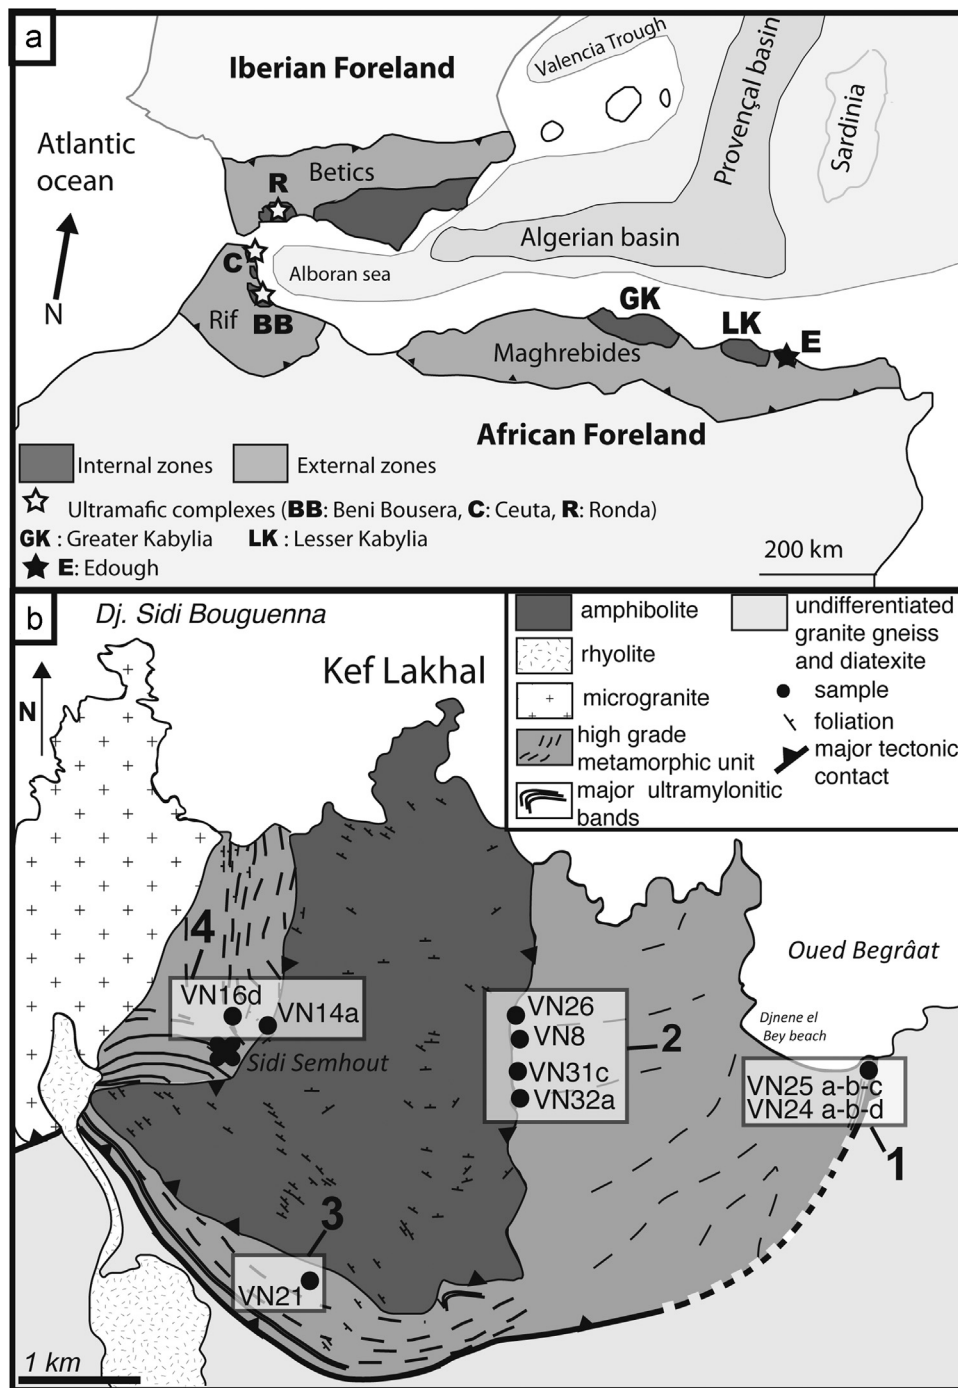 a
Iberian Foreland
Valencia Trough
Provençal basin
Sardinia
Atlantic
ocean
Betics
R
Algerian basin
C
Alboran sea
N
GK
LK
E
Rif
BB
Maghrebides
African Foreland
Internal zones
External zones
Ultramafic complexes (BB: Beni Bousera, C: Ceuta, R: Ronda)
GK : Greater Kabylia
LK : Lesser Kabylia
E: Edough
200 km
b
Dj. Sidi Bouguenna
Kef Lakhal
N
amphibolite
rhyolite
microgranite
high grade
metamorphic unit
major ultramylonitic
bands
undifferentiated
granite gneiss
and diatexite
sample
foliation
major tectonic
contact
4
VN16d
VN14a
Sidi Semhout
VN26
VN8
VN31c
VN32a
2
Oued Begrâat
Djnene el
Bey beach
VN25 a-b-c
VN24 a-b-d
1
3
VN21
1 km